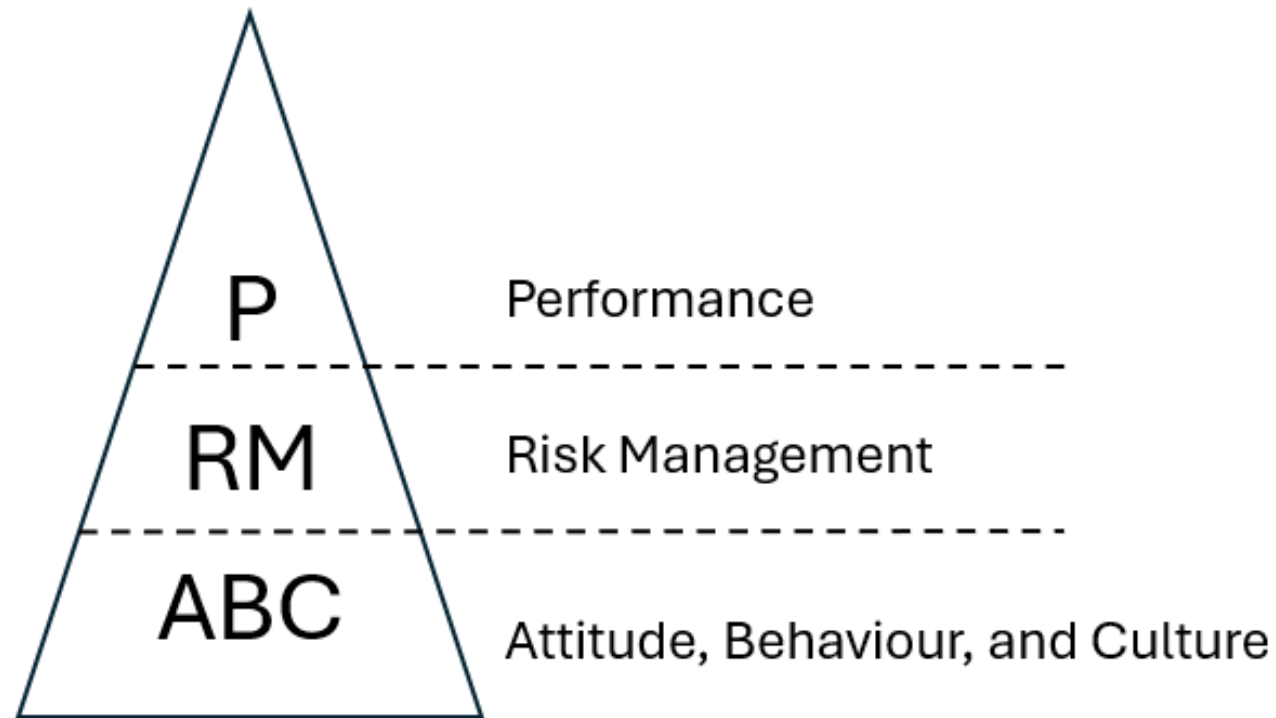 P
Performance
RM
Risk Management
ABC
Attitude, Behaviour, and Culture